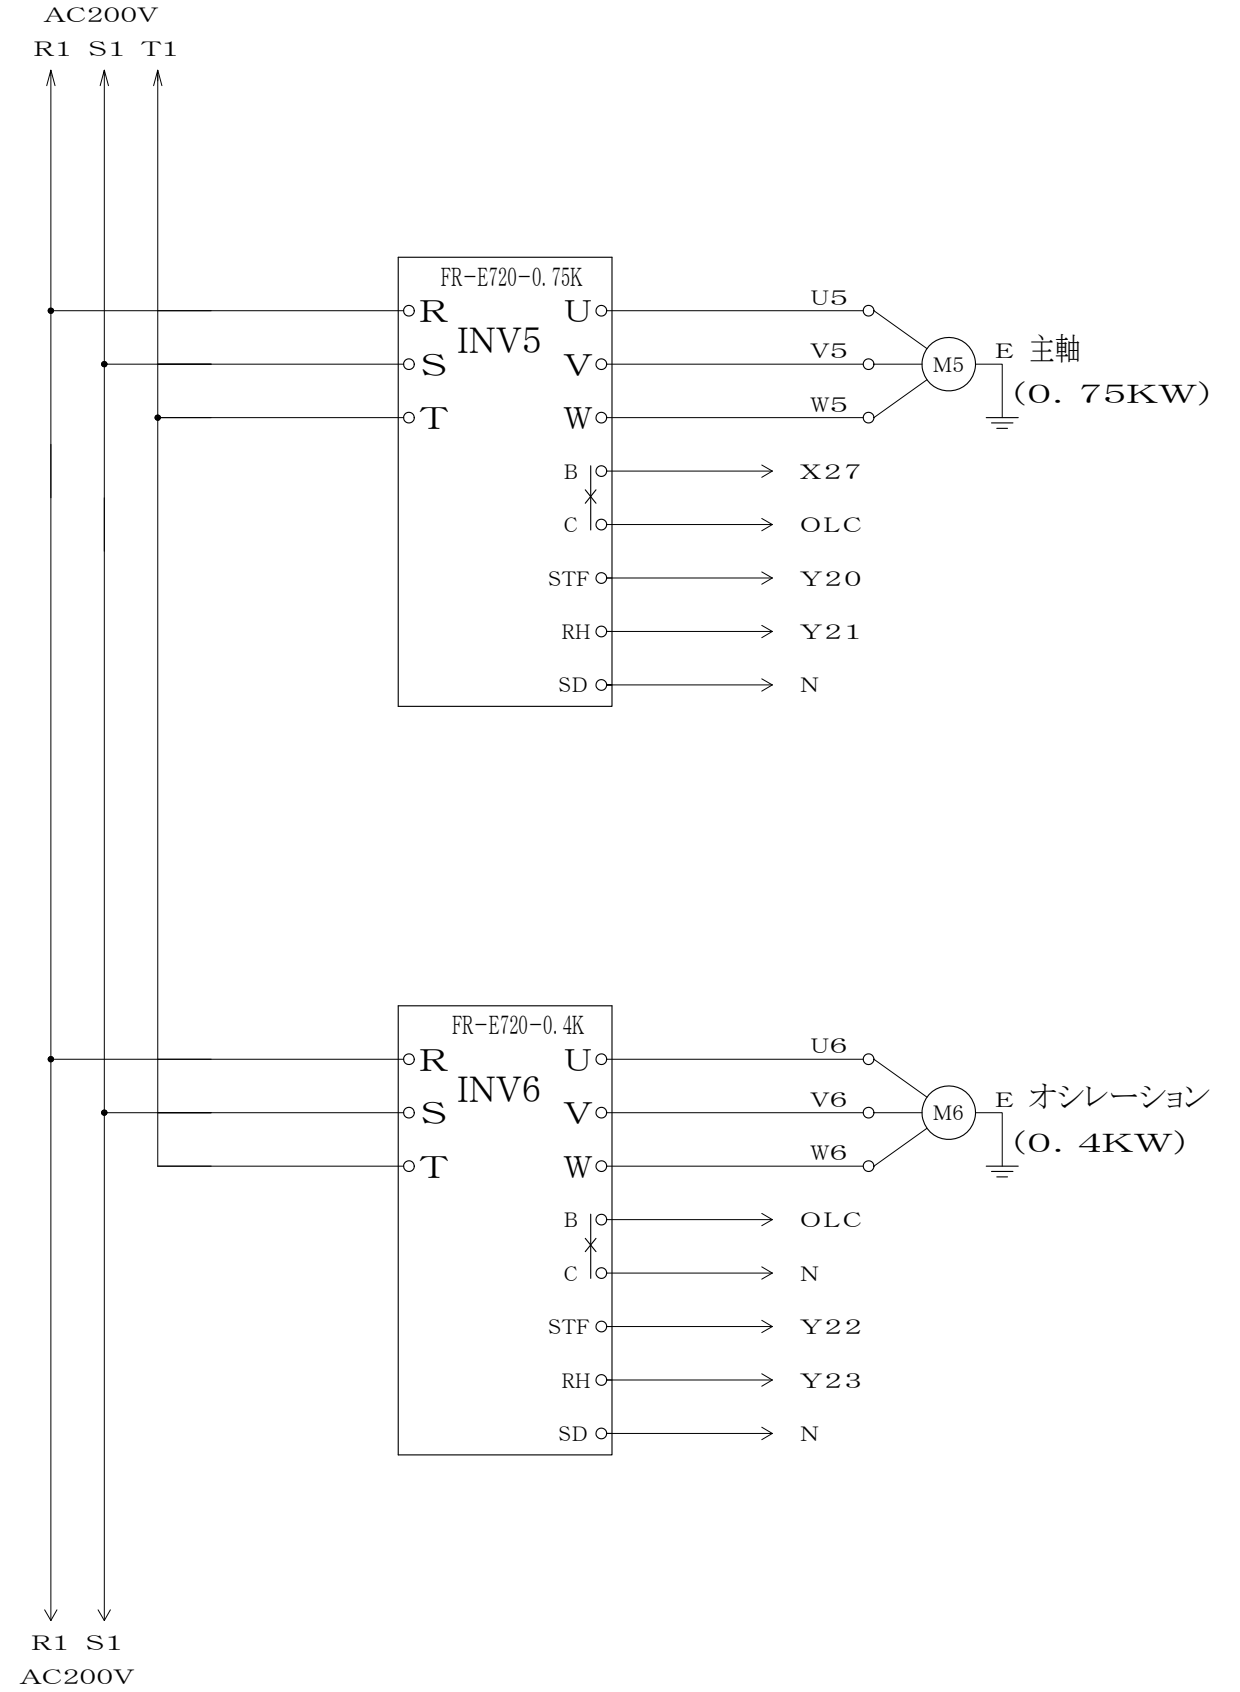 AC200V
R1 S1 T1
FR-E720-0.75K
R U U5
INV5
S V V5 M5 E 主軸
(0.75KW)
T W W5
B X27
C OLC
STF Y20
RH Y21
SD N
FR-E720-0.4K
R U U6
INV6
S V V6 M6 E オシレーション
(0.4KW)
T W W6
B OLC
C N
STF Y22
RH Y23
SD N
R1 S1
AC200V